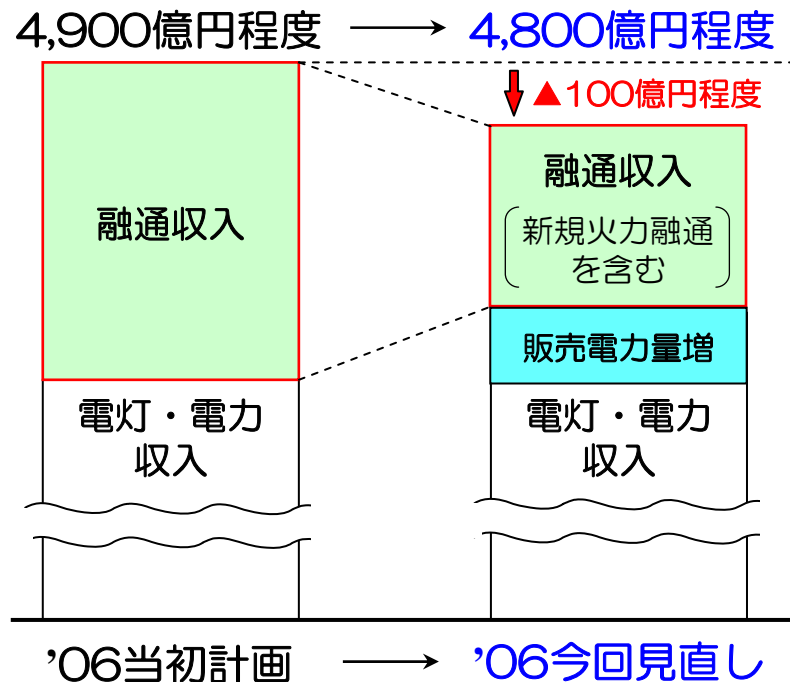 4,900億円程度 → 4,800億円程度
▲100億円程度
融通収入
融通収入
新規火力融通
を含む
販売電力量増
電灯・電力
収入
電灯・電力
収入
’06当初計画 → ’06今回見直し